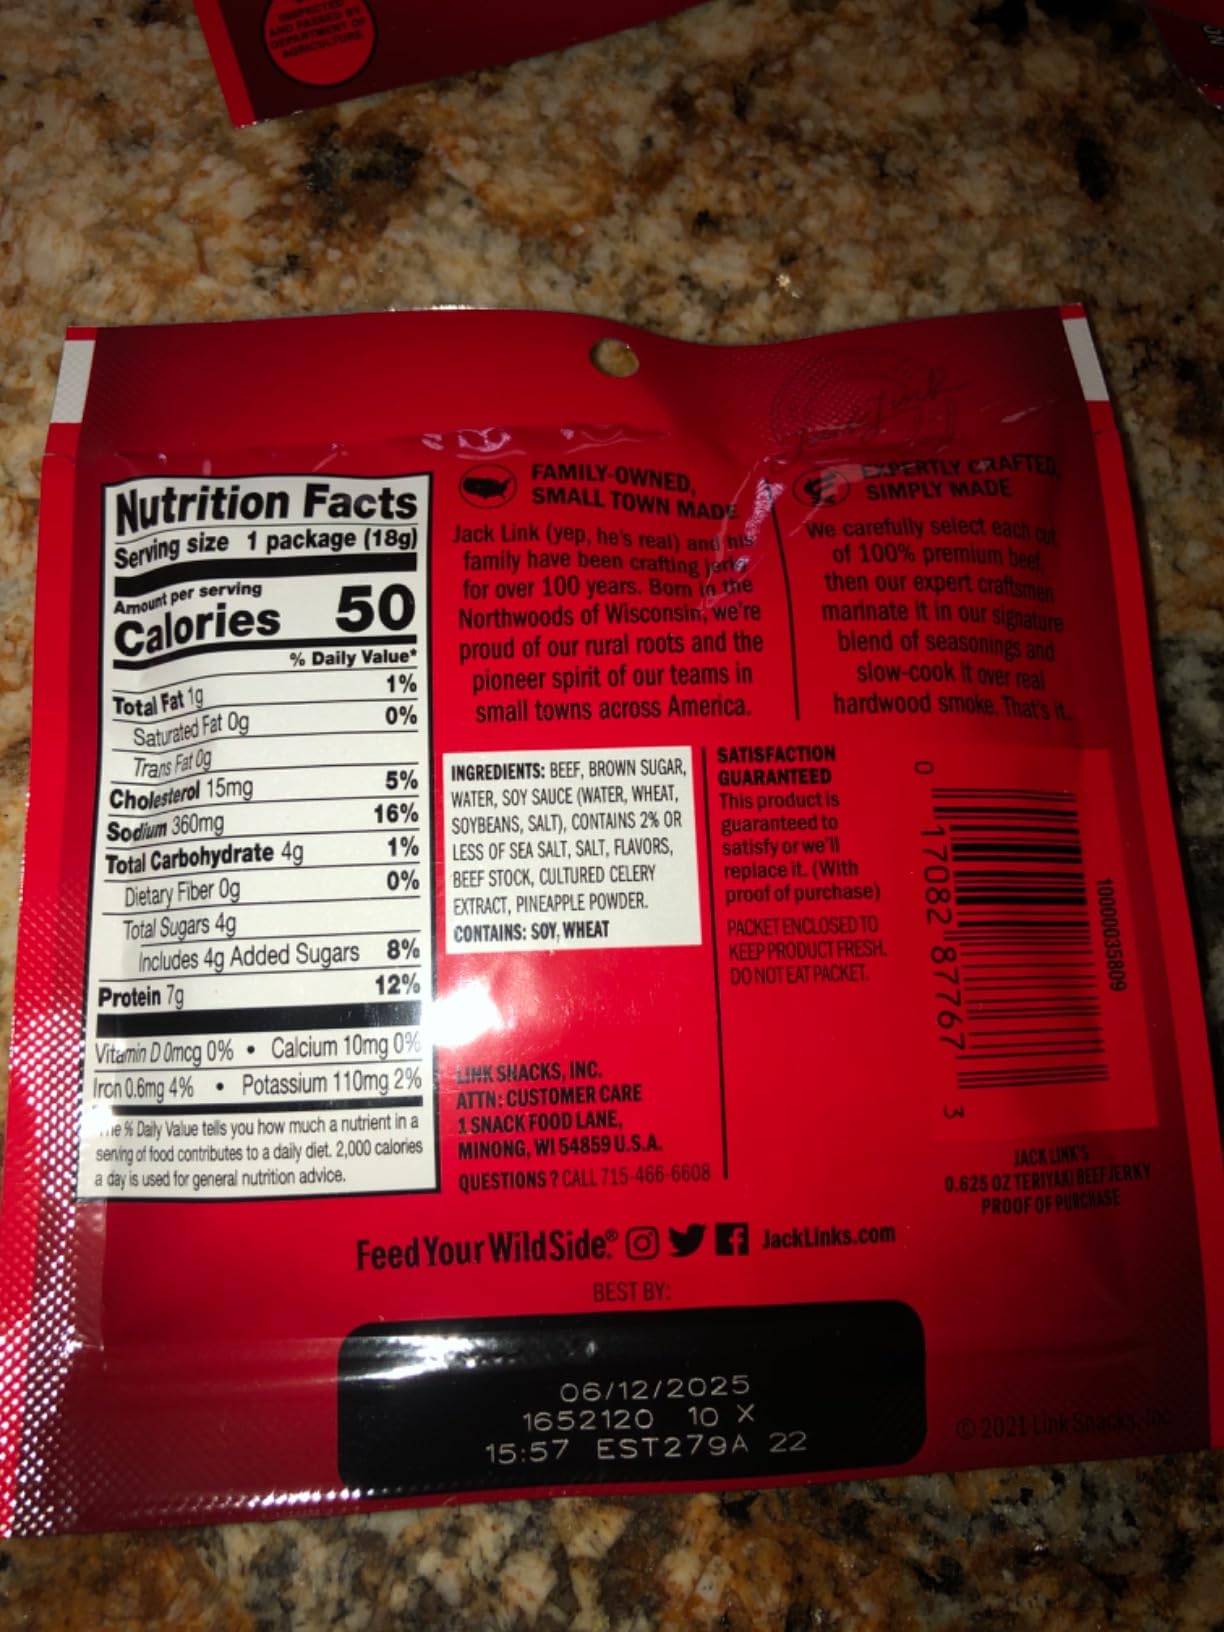 INSPECTED
AND PASSED BY
DEPARTMENT OF
AGRICULTURE
Nutrition Facts
Serving size 1 package (18g)
Amount per serving
Calories 50
% Daily Value*
Total Fat 1g 1%
Saturated Fat 0g 0%
Trans Fat 0g
Cholesterol 15mg 5%
Sodium 360mg 16%
Total Carbohydrate 4g 1%
Dietary Fiber 0g 0%
Total Sugars 4g
Includes 4g Added Sugars 8%
Protein 7g 12%
Vitamin D 0mcg 0% • Calcium 10mg 0%
Iron 0.6mg 4% • Potassium 110mg 2%
The % Daily Value tells you how much a nutrient in a
serving of food contributes to a daily diet. 2,000 calories
a day is used for general nutrition advice.
FAMILY-OWNED,
SMALL TOWN MADE
Jack Link (yep, he's real) and his
family have been crafting jerky
for over 100 years. Born in the
Northwoods of Wisconsin, we're
proud of our rural roots and the
pioneer spirit of our teams in
small towns across America.
EXPERTLY CRAFTED,
SIMPLY MADE
We carefully select each cut
of 100% premium beef,
then our expert craftsmen
marinate it in our signature
blend of seasonings and
slow-cook it over real
hardwood smoke. That's it.
INGREDIENTS: BEEF, BROWN SUGAR,
WATER, SOY SAUCE (WATER, WHEAT,
SOYBEANS, SALT), CONTAINS 2% OR
LESS OF SEA SALT, SALT, FLAVORS,
BEEF STOCK, CULTURED CELERY
EXTRACT, PINEAPPLE POWDER.
CONTAINS: SOY, WHEAT
SATISFACTION
GUARANTEED
This product is
guaranteed to
satisfy or we'll
replace it. (With
proof of purchase)
PACKET ENCLOSED TO
KEEP PRODUCT FRESH.
DO NOT EAT PACKET.
LINK SNACKS, INC.
ATTN: CUSTOMER CARE
1 SNACK FOOD LANE,
MINONG, WI 54859 U.S.A.
QUESTIONS? CALL 715-466-6608
0 17082 87767 3
10000035809
JACK LINK'S
0.625 OZ TERIYAKI BEEF JERKY
PROOF OF PURCHASE
Feed Your Wild Side® JackLinks.com
BEST BY:
06/12/2025
1652120 10 X
15:57 EST279A 22
© 2021 Link Snacks, Inc.